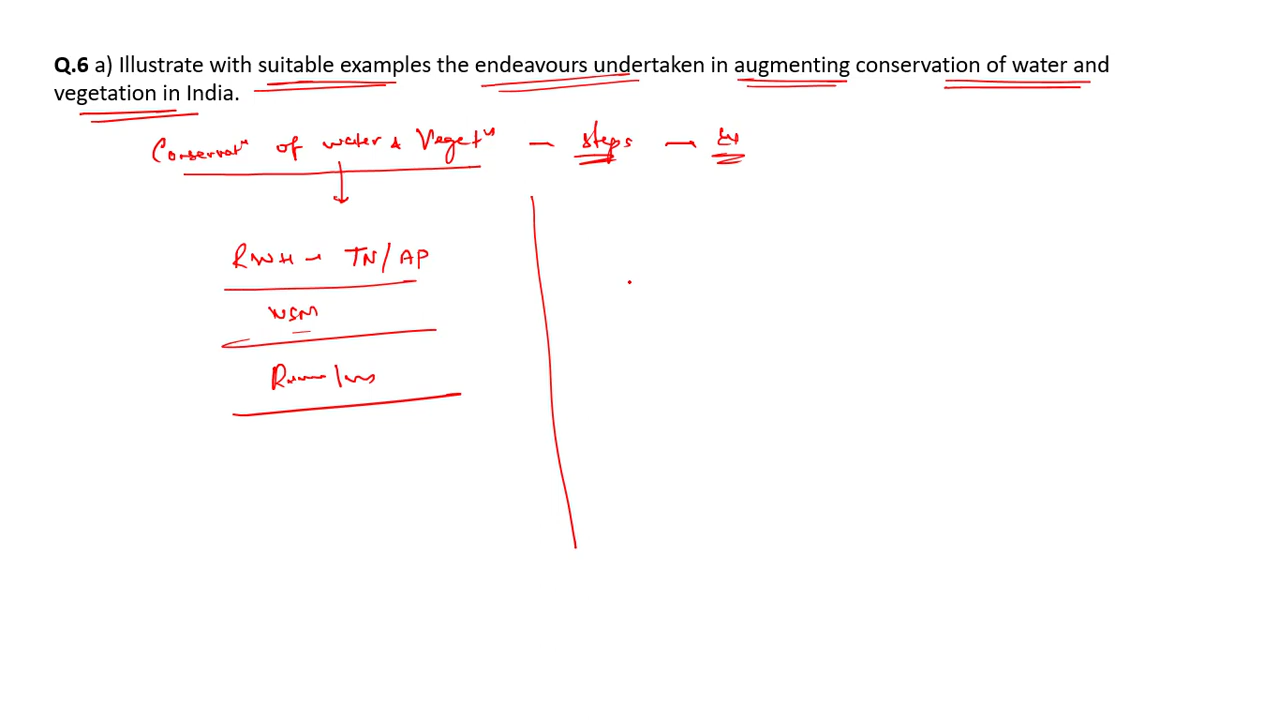 Q.6 a) Illustrate with suitable examples the endeavours undertaken in augmenting conservation of water and
vegetation in India.
Conservatⁿ of water & Vegetⁿ — steps — Ex
RWH – TN/AP
WSM